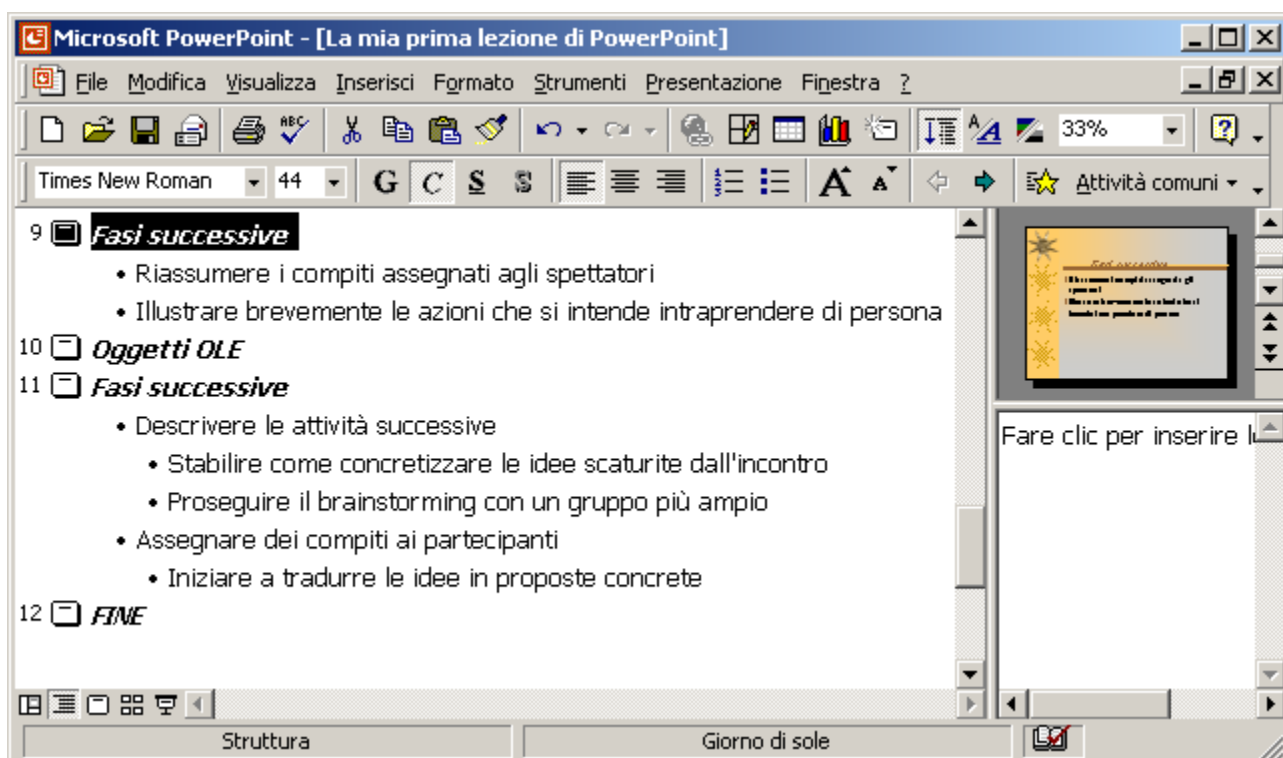 Microsoft PowerPoint - [La mia prima lezione di PowerPoint]
File Modifica Visualizza Inserisci Formato Strumenti Presentazione Finestra ?
ABC 33% ?
Times New Roman 44 G C S S A A Attività comuni
9 Fasi successive
• Riassumere i compiti assegnati agli spettatori
• Illustrare brevemente le azioni che si intende intraprendere di persona
10 Oggetti OLE
11 Fasi successive
• Descrivere le attività successive
• Stabilire come concretizzare le idee scaturite dall'incontro
• Proseguire il brainstorming con un gruppo più ampio
• Assegnare dei compiti ai partecipanti
• Iniziare a tradurre le idee in proposte concrete
12 FINE
Fasi successive
Fare clic per inserire
Struttura Giorno di sole